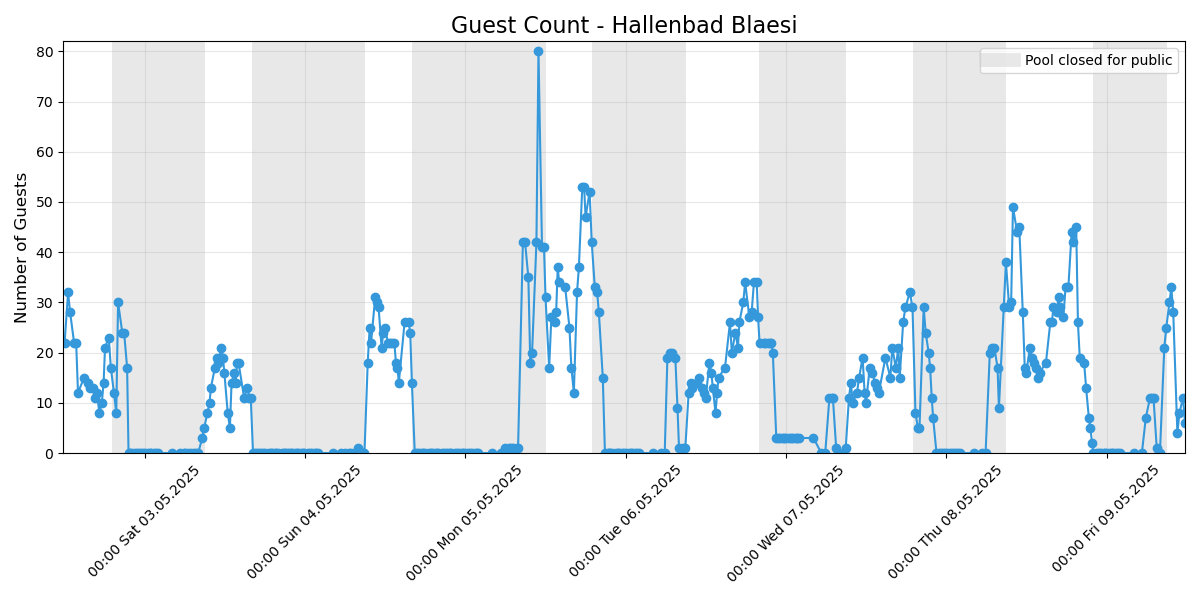 Guest Count - Hallenbad Blaesi
Pool closed for public
Number of Guests
80
70
60
50
40
30
20
10
0
00:00 Sat 03.05.2025
00:00 Sun 04.05.2025
00:00 Mon 05.05.2025
00:00 Tue 06.05.2025
00:00 Wed 07.05.2025
00:00 Thu 08.05.2025
00:00 Fri 09.05.2025